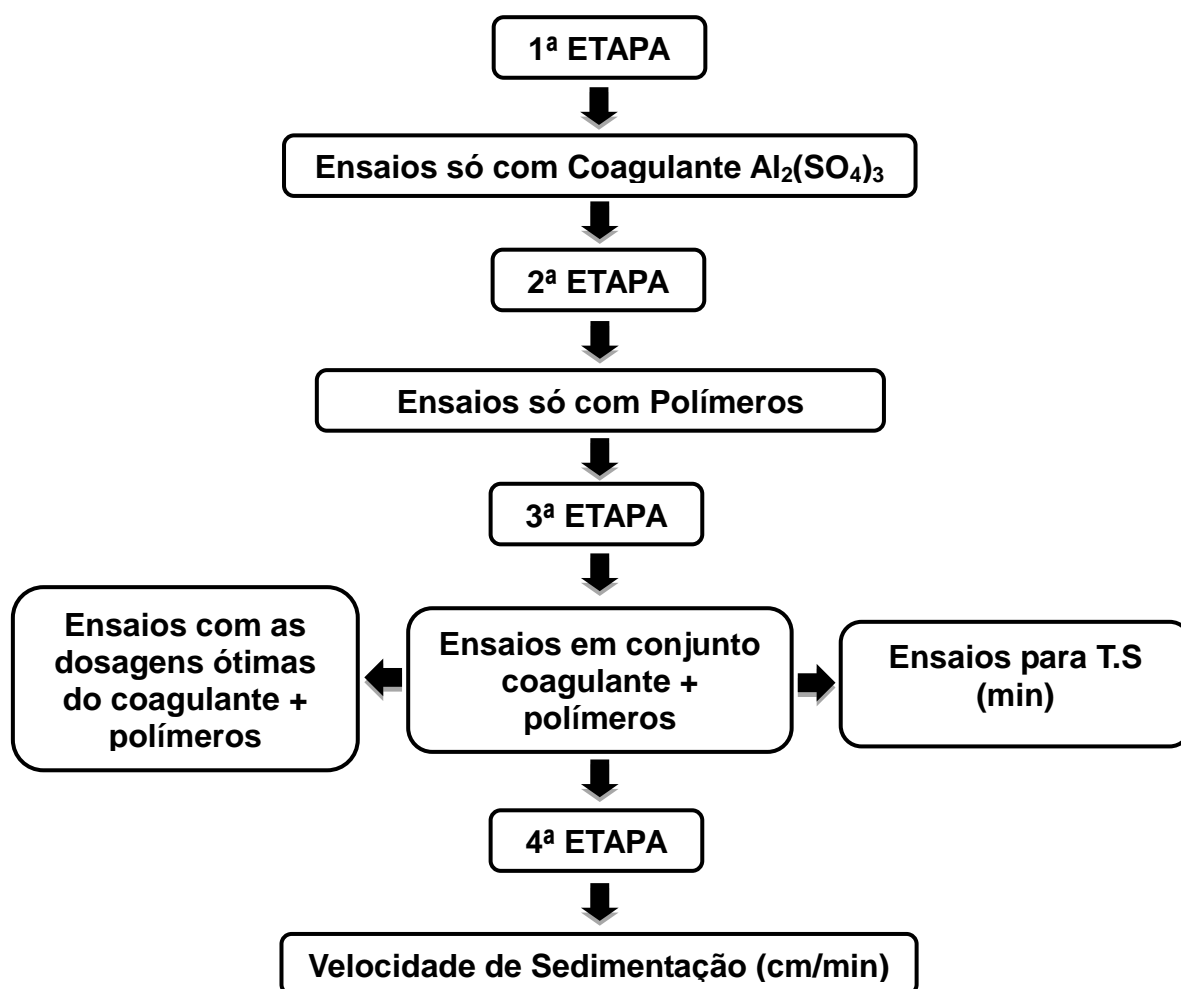 1ª ETAPA
Ensaios só com Coagulante Al₂(SO₄)₃
2ª ETAPA
Ensaios só com Polímeros
3ª ETAPA
Ensaios com as
dosagens ótimas
do coagulante +
polímeros
Ensaios em conjunto
coagulante +
polímeros
Ensaios para T.S
(min)
4ª ETAPA
Velocidade de Sedimentação (cm/min)